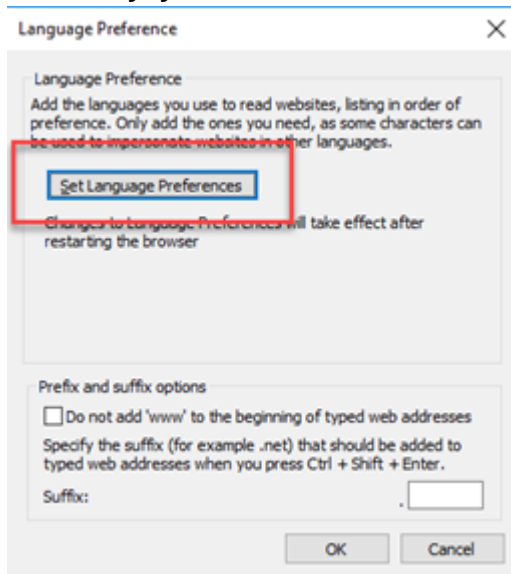 Language Preference
Language Preference
Add the languages you use to read websites, listing in order of
preference. Only add the ones you need, as some characters can
be used to impersonate websites in other languages.
Set Language Preferences
Changes to Language Preferences will take effect after
restarting the browser
Prefix and suffix options
Do not add 'www' to the beginning of typed web addresses
Specify the suffix (for example .net) that should be added to
typed web addresses when you press Ctrl + Shift + Enter.
Suffix: .
OK Cancel